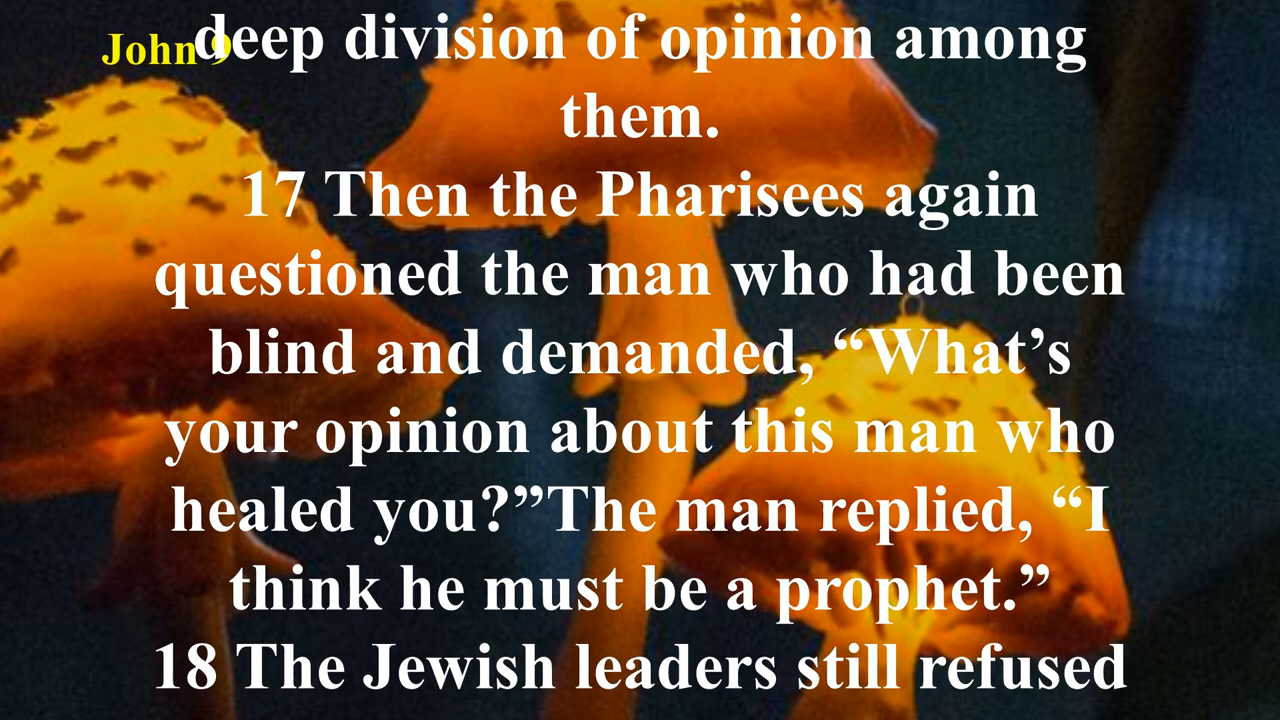 John 9
deep division of opinion among
them.
17 Then the Pharisees again
questioned the man who had been
blind and demanded, “What’s
your opinion about this man who
healed you?”The man replied, “I
think he must be a prophet.”
18 The Jewish leaders still refused